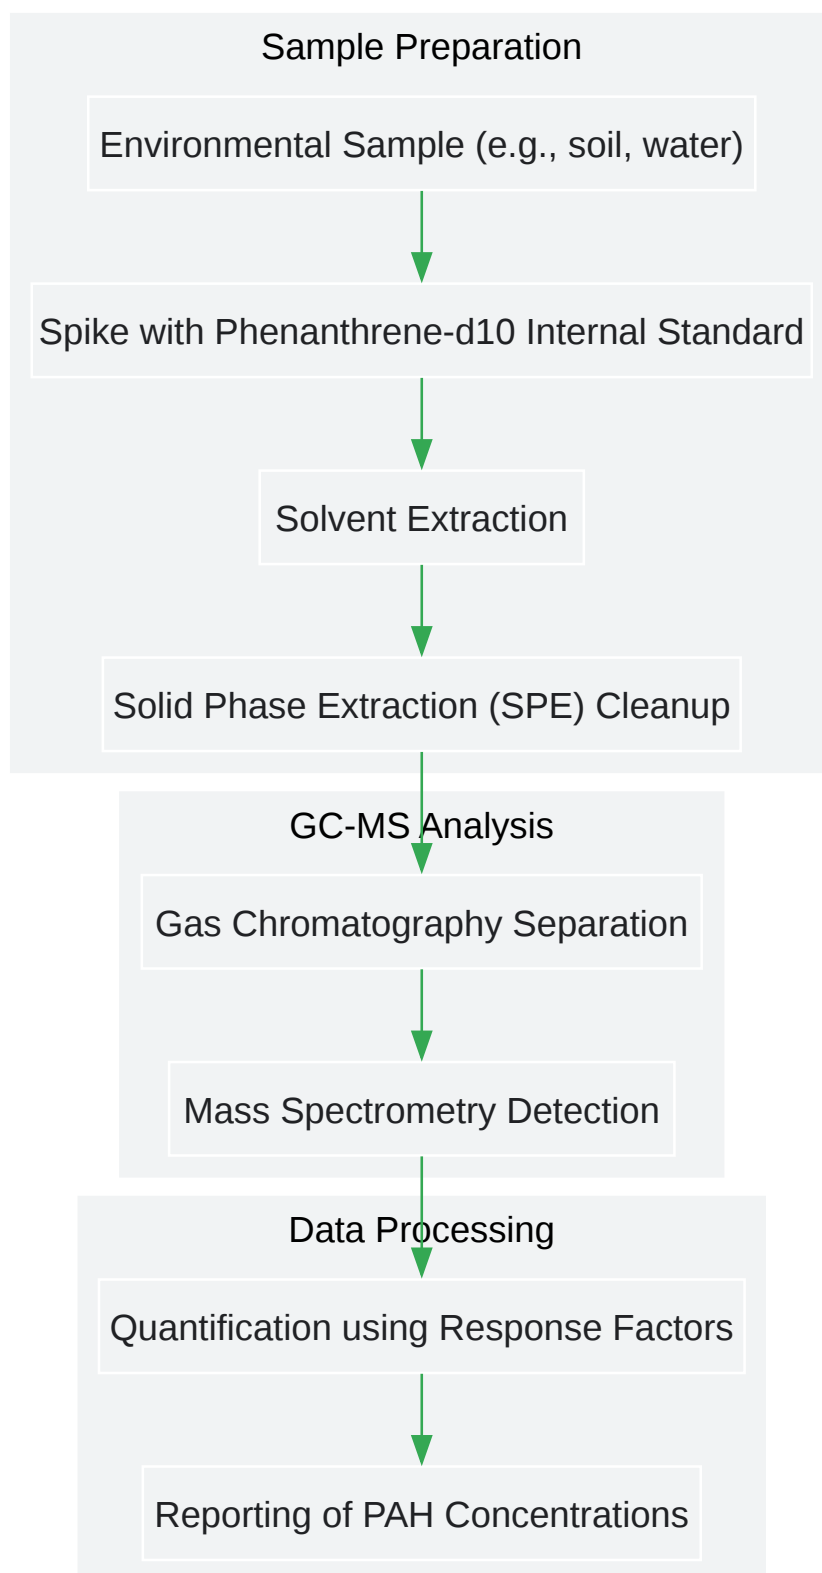 Sample Preparation
Environmental Sample (e.g., soil, water)
Spike with Phenanthrene-d10 Internal Standard
Solvent Extraction
Solid Phase Extraction (SPE) Cleanup
GC-MS Analysis
Gas Chromatography Separation
Mass Spectrometry Detection
Data Processing
Quantification using Response Factors
Reporting of PAH Concentrations